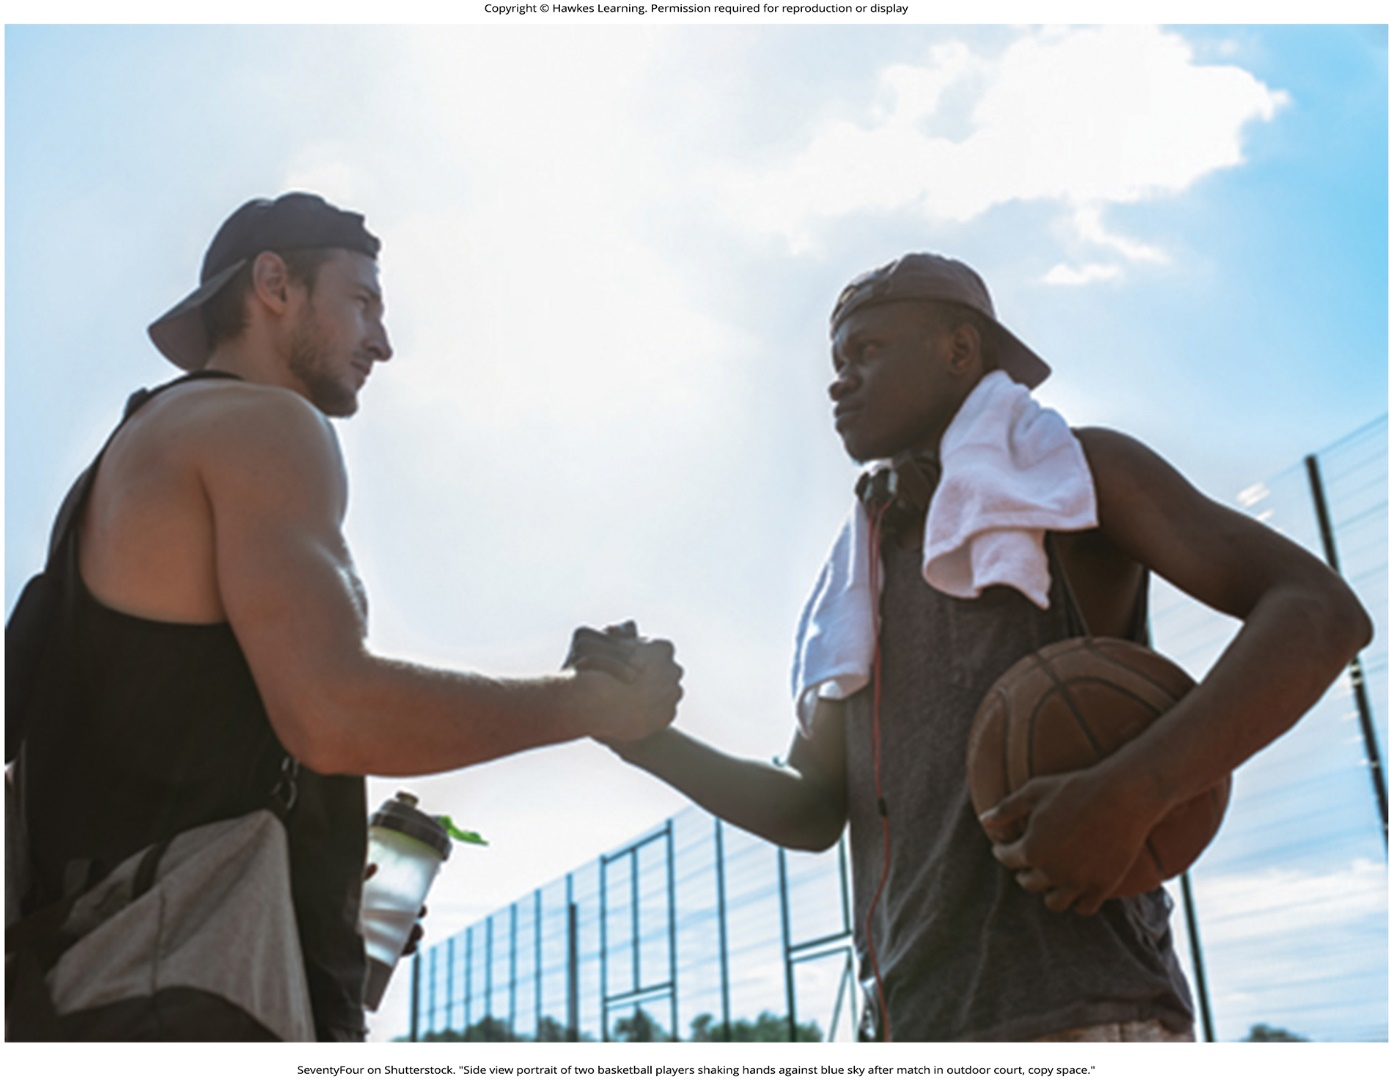 Copyright © Hawkes Learning. Permission required for reproduction or display
SeventyFour on Shutterstock. "Side view portrait of two basketball players shaking hands against blue sky after match in outdoor court, copy space."